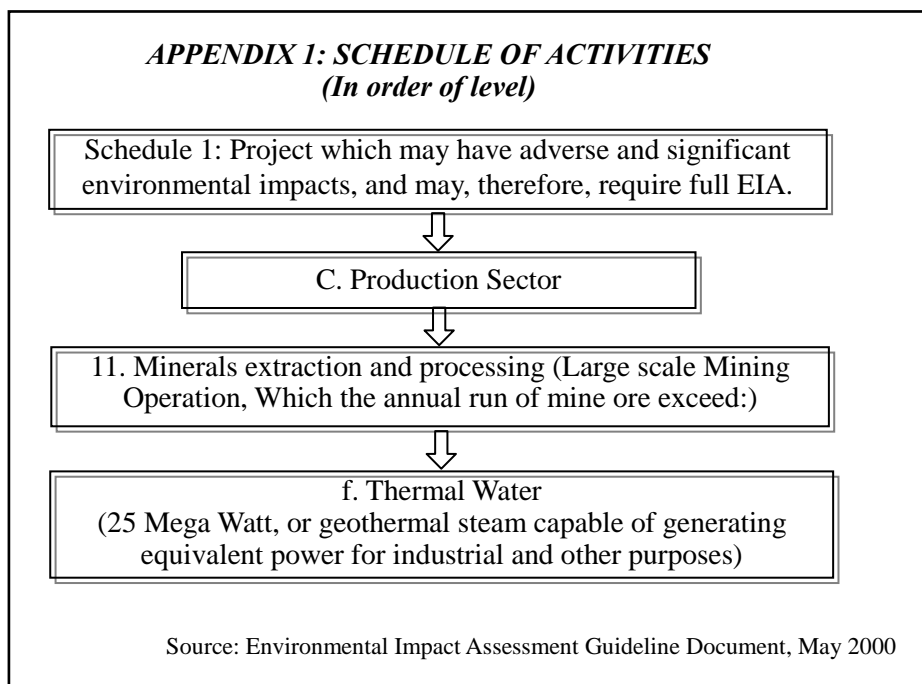 APPENDIX 1: SCHEDULE OF ACTIVITIES
(In order of level)
Schedule 1: Project which may have adverse and significant
environmental impacts, and may, therefore, require full EIA.
C. Production Sector
11. Minerals extraction and processing (Large scale Mining
Operation, Which the annual run of mine ore exceed:)
f. Thermal Water
(25 Mega Watt, or geothermal steam capable of generating
equivalent power for industrial and other purposes)
Source: Environmental Impact Assessment Guideline Document, May 2000